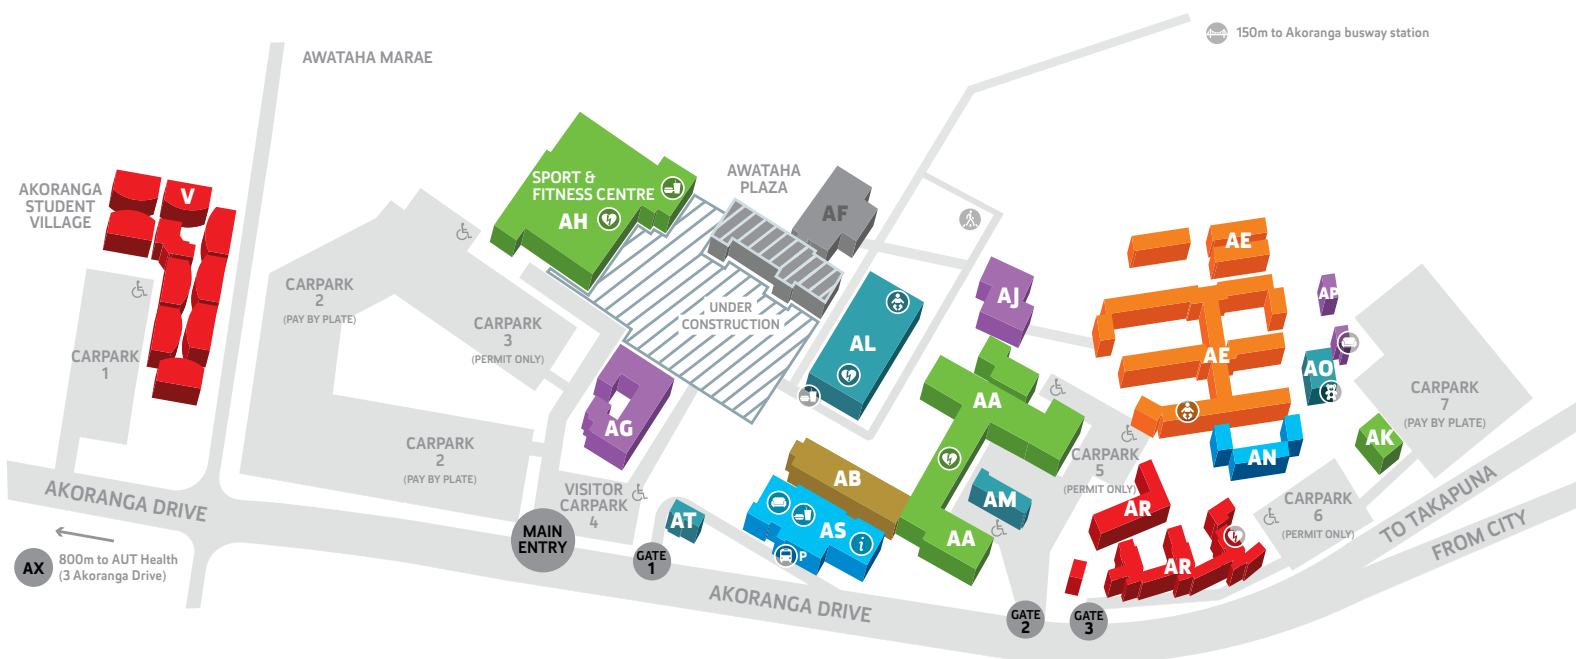 150m to Akoranga busway station
AWATAHA MARAE
AWATAHA
PLAZA
SPORT &
FITNESS CENTRE
AH
AF
AKORANGA
STUDENT
VILLAGE
V
CARPARK
1
CARPARK
2
(PAY BY PLATE)
CARPARK
3
(PERMIT ONLY)
UNDER
CONSTRUCTION
AL
AJ
AE
AE
AP
AO
AA
AG
CARPARK
2
(PAY BY PLATE)
VISITOR
CARPARK
4
AB
AS
i
P
AT
AM
AA
CARPARK
5
(PERMIT ONLY)
AN
AK
CARPARK
7
(PAY BY PLATE)
AR
AR
CARPARK
6
(PERMIT ONLY)
TO TAKAPUNA
FROM CITY
AKORANGA DRIVE
AX
800m to AUT Health
(3 Akoranga Drive)
MAIN
ENTRY
GATE
1
AKORANGA DRIVE
GATE
2
GATE
3